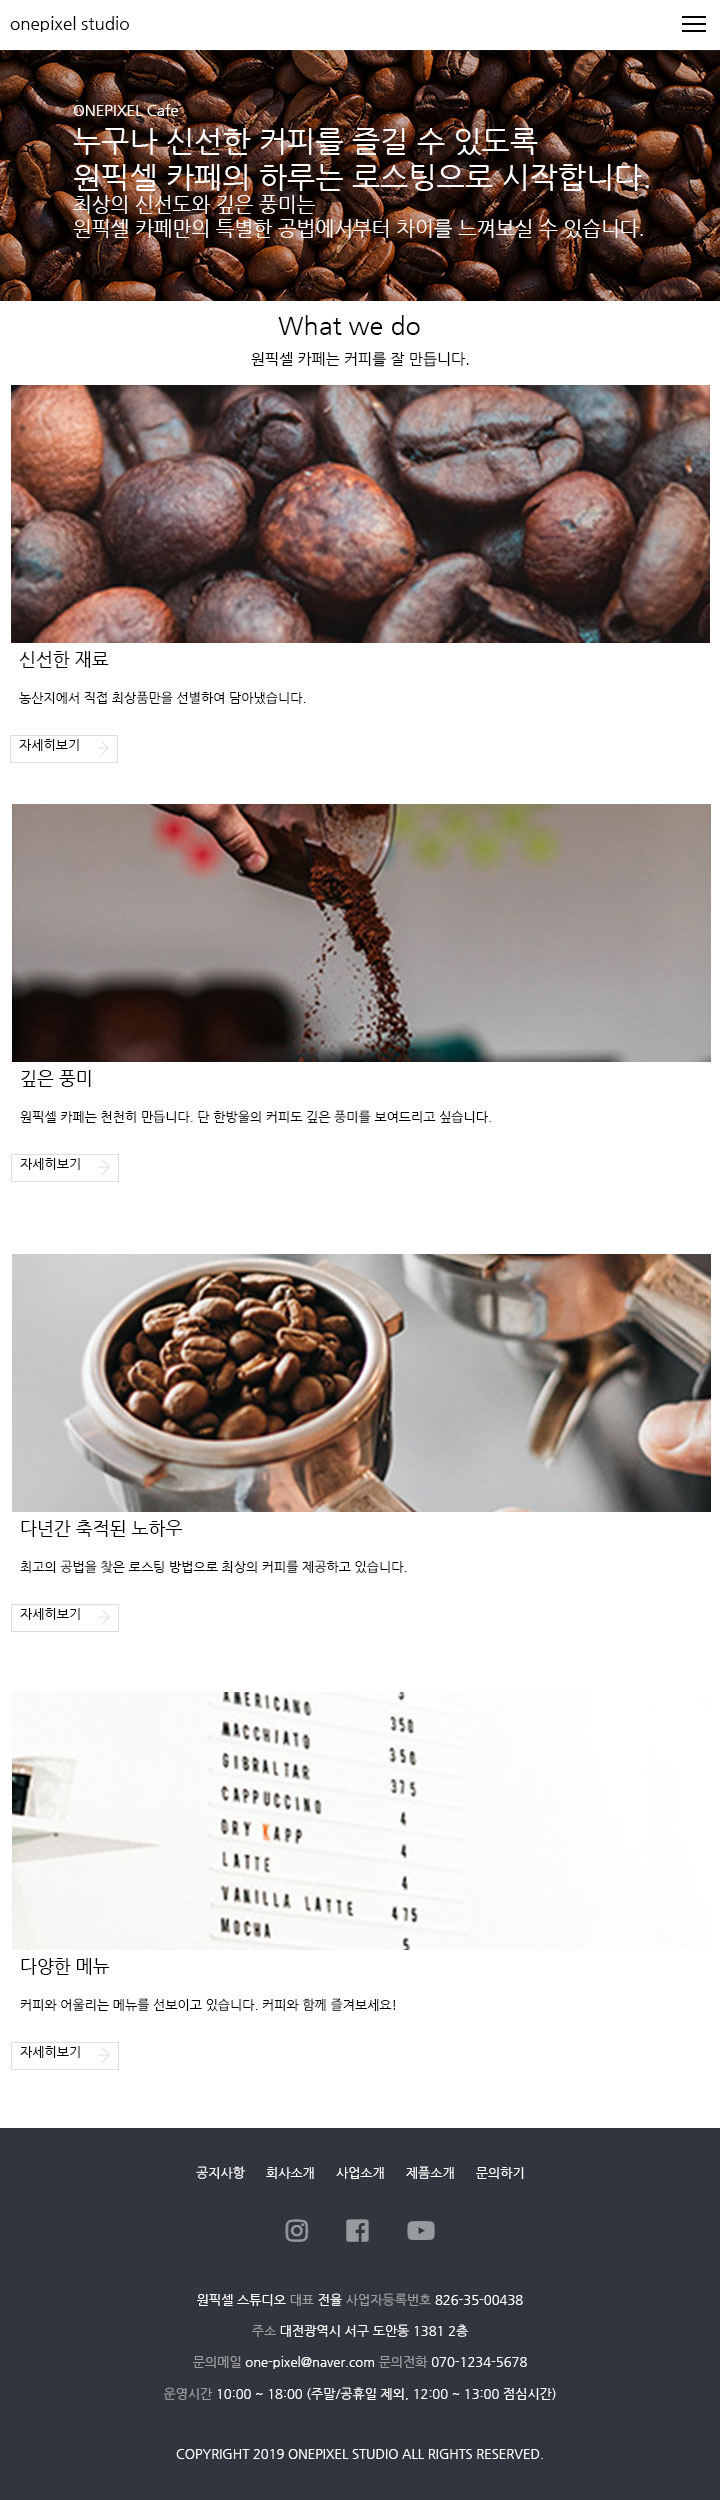 onepixel studio
ONEPIXEL Cafe
누구나 신선한 커피를 즐길 수 있도록
원픽셀 카페의 하루는 로스팅으로 시작합니다.
최상의 신선도와 깊은 풍미는
원픽셀 카페만의 특별한 공법에서부터 차이를 느껴보실 수 있습니다.
What we do
원픽셀 카페는 커피를 잘 만듭니다.
신선한 재료
농산지에서 직접 최상품만을 선별하여 담아냈습니다.
자세히보기
깊은 풍미
원픽셀 카페는 천천히 만듭니다. 단 한방울의 커피도 깊은 풍미를 보여드리고 싶습니다.
자세히보기
다년간 축적된 노하우
최고의 공법을 찾은 로스팅 방법으로 최상의 커피를 제공하고 있습니다.
자세히보기
AMERICANO 3
MACCHIATO 350
GIBRALTAR 350
CAPPUCCINO 375
DRY KAPP 4
LATTE 4
VANILLA LATTE 4
MOCHA 475
5
다양한 메뉴
커피와 어울리는 메뉴를 선보이고 있습니다. 커피와 함께 즐겨보세요!
자세히보기
공지사항 회사소개 사업소개 제품소개 문의하기
원픽셀 스튜디오 대표 전율 사업자등록번호 826-35-00438
주소 대전광역시 서구 도안동 1381 2층
문의메일 one-pixel@naver.com 문의전화 070-1234-5678
운영시간 10:00 ~ 18:00 (주말/공휴일 제외, 12:00 ~ 13:00 점심시간)
COPYRIGHT 2019 ONEPIXEL STUDIO ALL RIGHTS RESERVED.